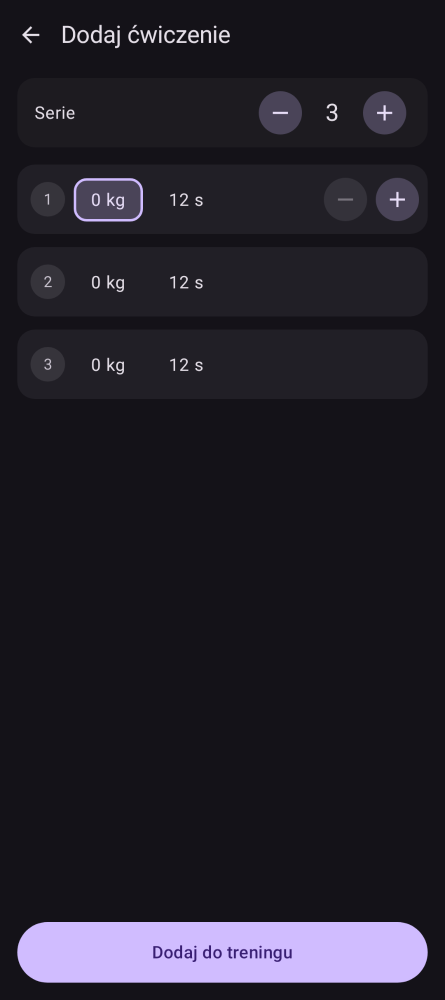 Dodaj ćwiczenie
Serie 3
1 0 kg 12 s
2 0 kg 12 s
3 0 kg 12 s
Dodaj do treningu